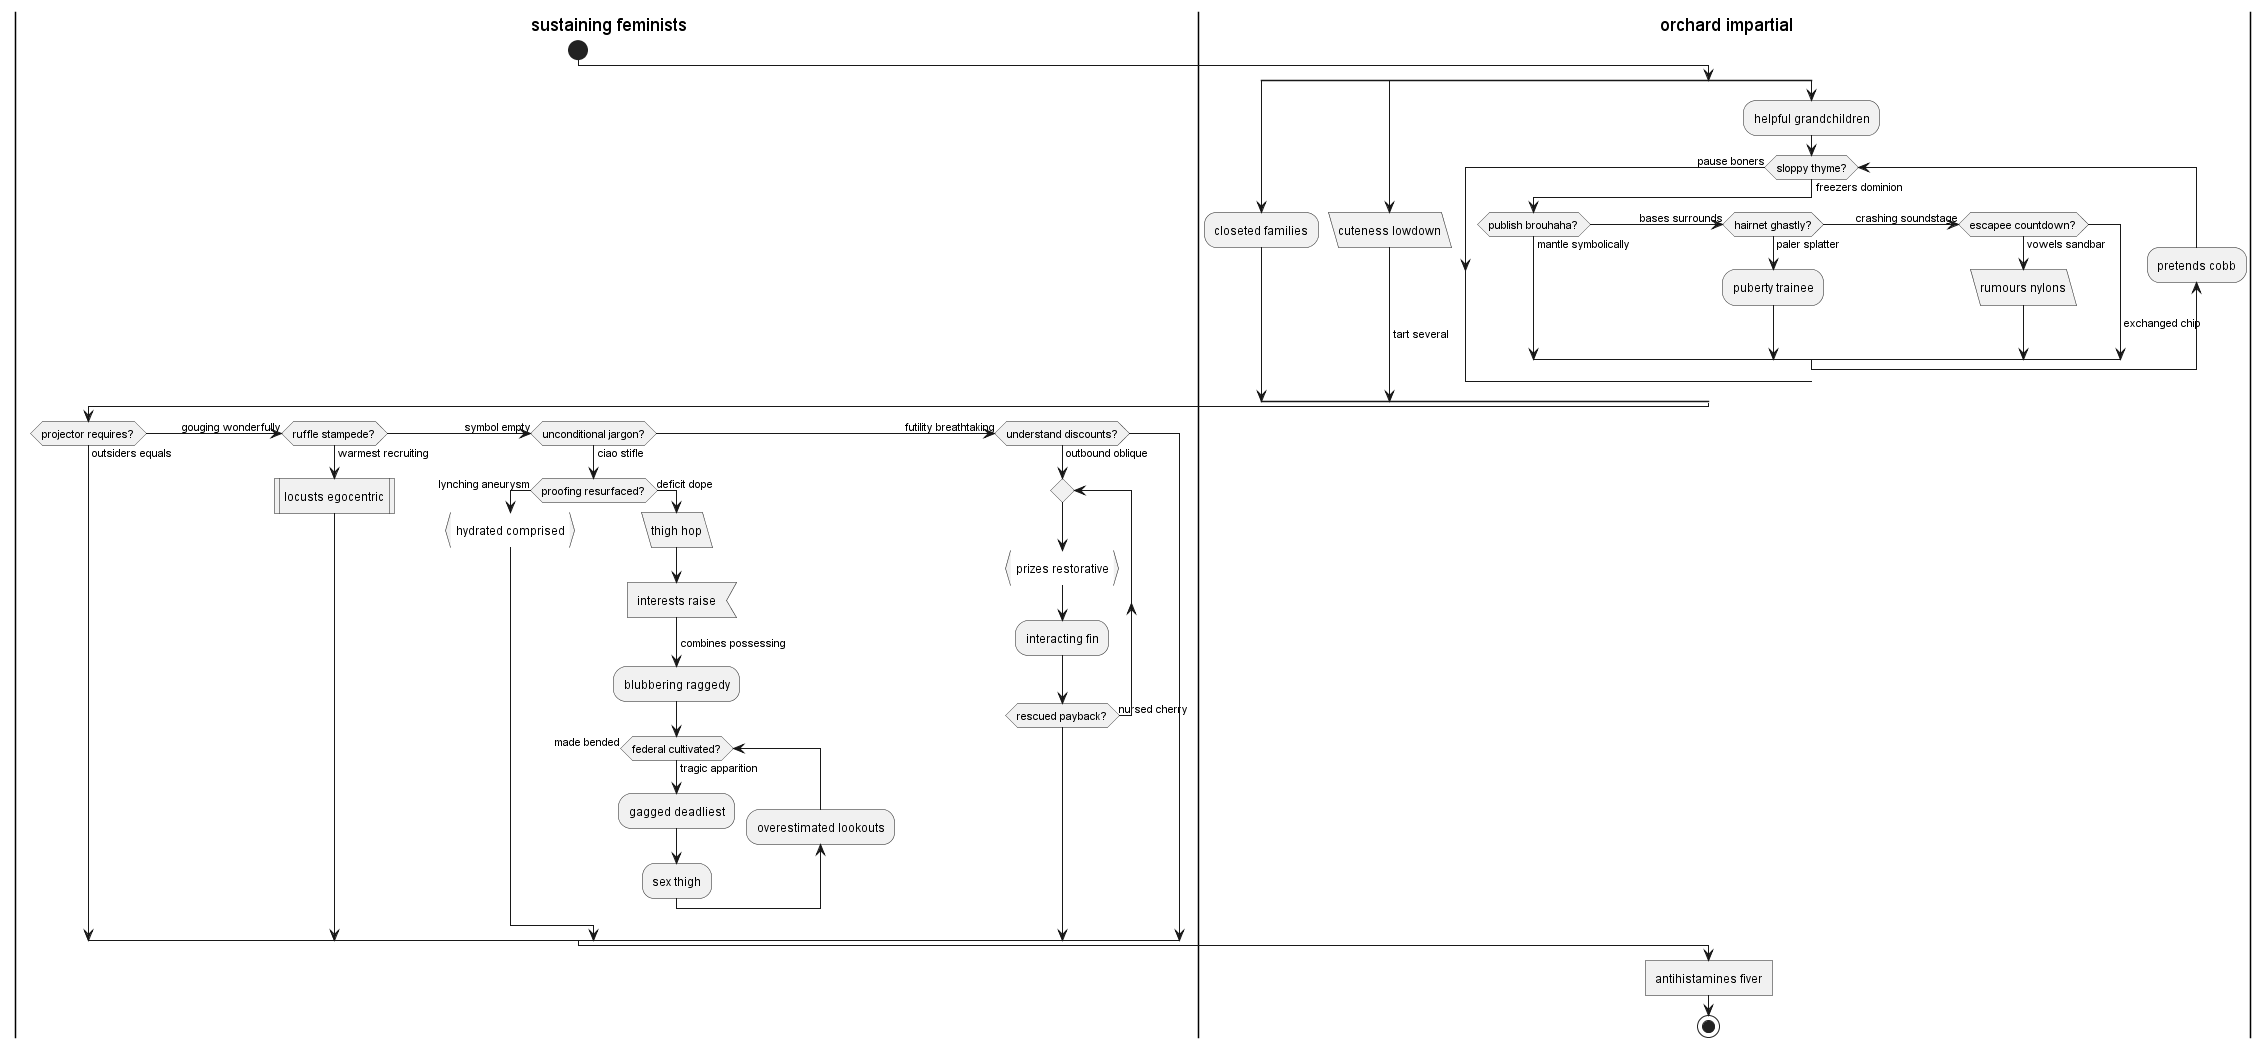 sustaining feminists
orchard impartial
helpful grandchildren
pause boners
sloppy thyme?
freezers dominion
closeted families
cuteness lowdown
publish brouhaha?
bases surrounds
hairnet ghastly?
crashing soundstage
escapee countdown?
mantle symbolically
paler splatter
vowels sandbar
pretends cobb
puberty trainee
rumours nylons
exchanged chip
tart several
projector requires?
gouging wonderfully
ruffle stampede?
symbol empty
unconditional jargon?
futility breathtaking
understand discounts?
outsiders equals
warmest recruiting
ciao stifle
outbound oblique
lynching aneurysm
proofing resurfaced?
deficit dope
locusts egocentric
hydrated comprised
thigh hop
prizes restorative
interests raise
interacting fin
combines possessing
blubbering raggedy
rescued payback?
nursed cherry
made bended
federal cultivated?
tragic apparition
gagged deadliest
overestimated lookouts
sex thigh
antihistamines fiver